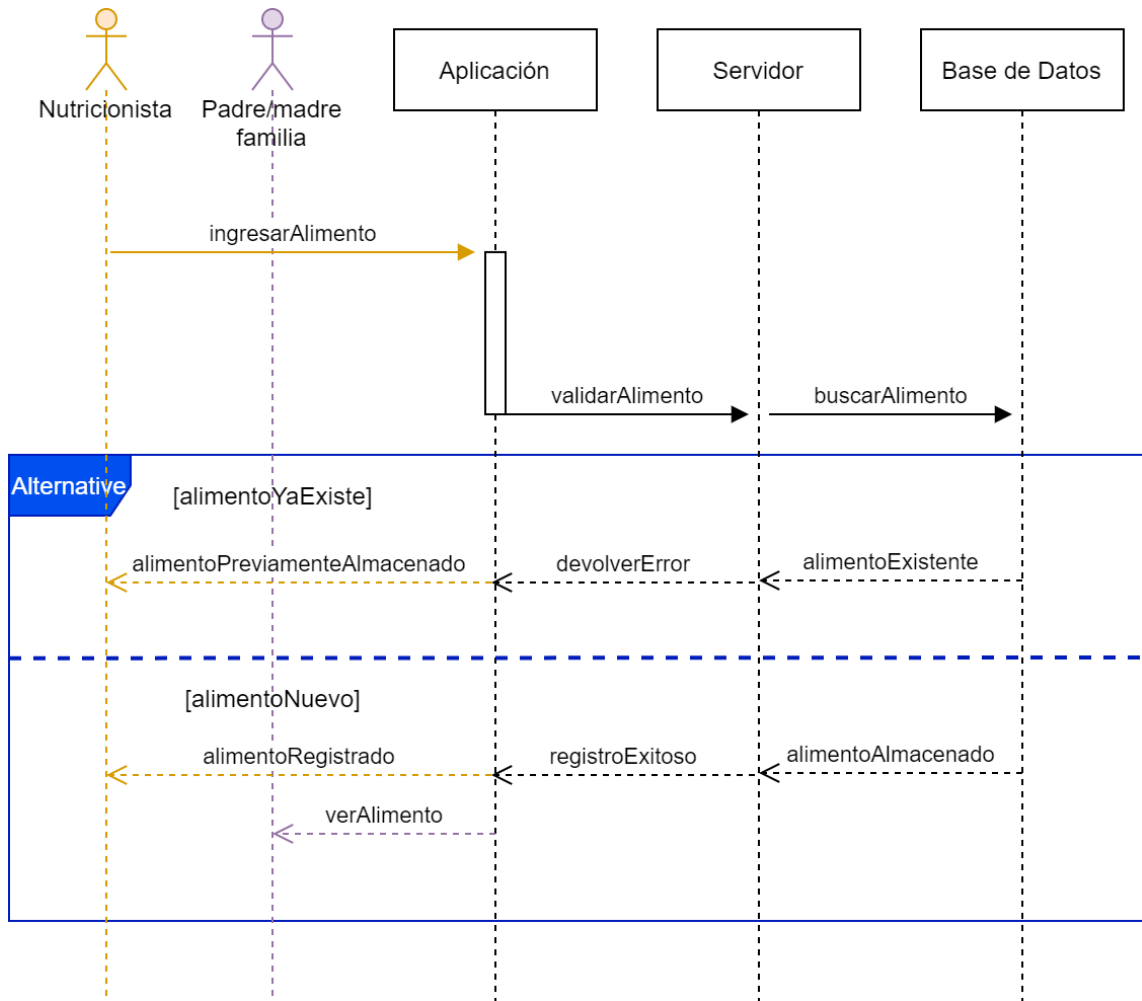 Nutricionista
Padre/madre
familia
Aplicación
Servidor
Base de Datos
ingresarAlimento
validarAlimento
buscarAlimento
Alternative
[alimentoYaExiste]
alimentoPreviamenteAlmacenado
devolverError
alimentoExistente
[alimentoNuevo]
alimentoRegistrado
registroExitoso
alimentoAlmacenado
verAlimento